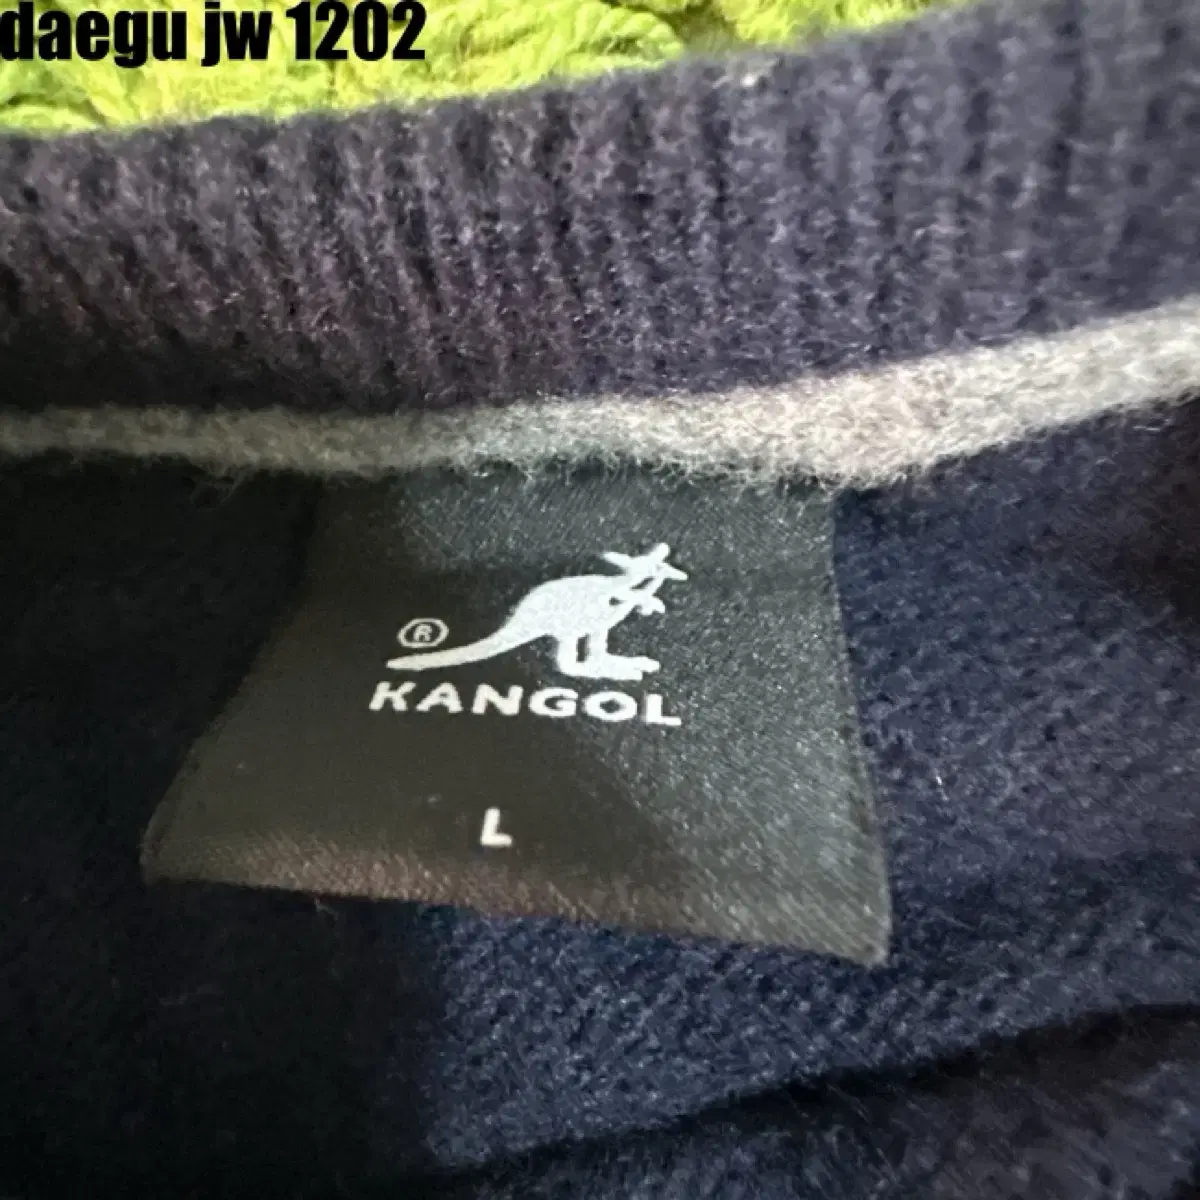 daegu jw 1202
®
KANGOL
L